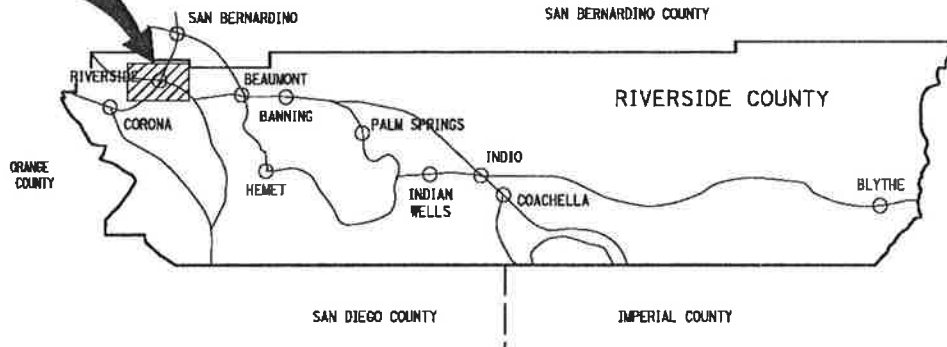 SAN BERNARDINO
SAN BERNARDINO COUNTY
RIVERSIDE
BEAUMONT
RIVERSIDE COUNTY
BANNING
CORONA
PALM SPRINGS
ORANGE
COUNTY
INDIO
HEMET
INDIAN
WELLS
COACHELLA
BLYTHE
SAN DIEGO COUNTY
IMPERIAL COUNTY